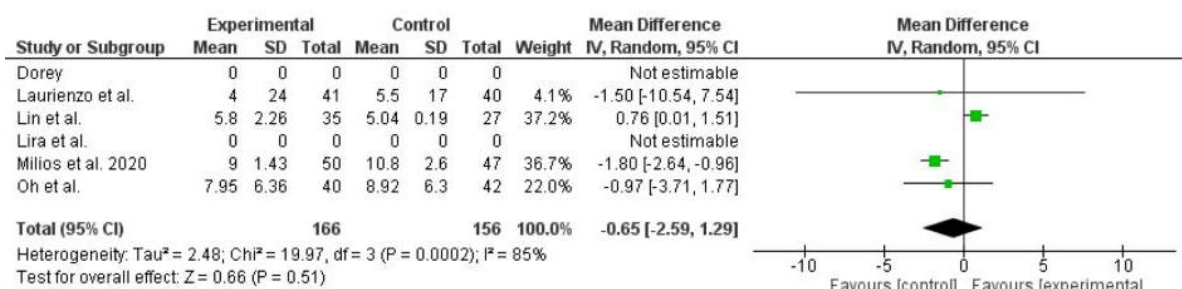 Experimental Control Mean Difference Mean Difference
Study or Subgroup Mean SD Total Mean SD Total Weight IV, Random, 95% CI IV, Random, 95% CI
Dorey 0 0 0 0 0 0 Not estimable
Laurienzo et al. 4 24 41 5.5 17 40 4.1% -1.50 [-10.54, 7.54]
Lin et al. 5.8 2.26 35 5.04 0.19 27 37.2% 0.76 [0.01, 1.51]
Lira et al. 0 0 0 0 0 0 Not estimable
Milios et al. 2020 9 1.43 50 10.8 2.6 47 36.7% -1.80 [-2.64, -0.96]
Oh et al. 7.95 6.36 40 8.92 6.3 42 22.0% -0.97 [-3.71, 1.77]
Total (95% CI) 166 156 100.0% -0.65 [-2.59, 1.29]
Heterogeneity: Tau² = 2.48; Chi² = 19.97, df = 3 (P = 0.0002); I² = 85%
Test for overall effect: Z = 0.66 (P = 0.51)
-10 -5 0 5 10
Favours [control] Favours [experimental